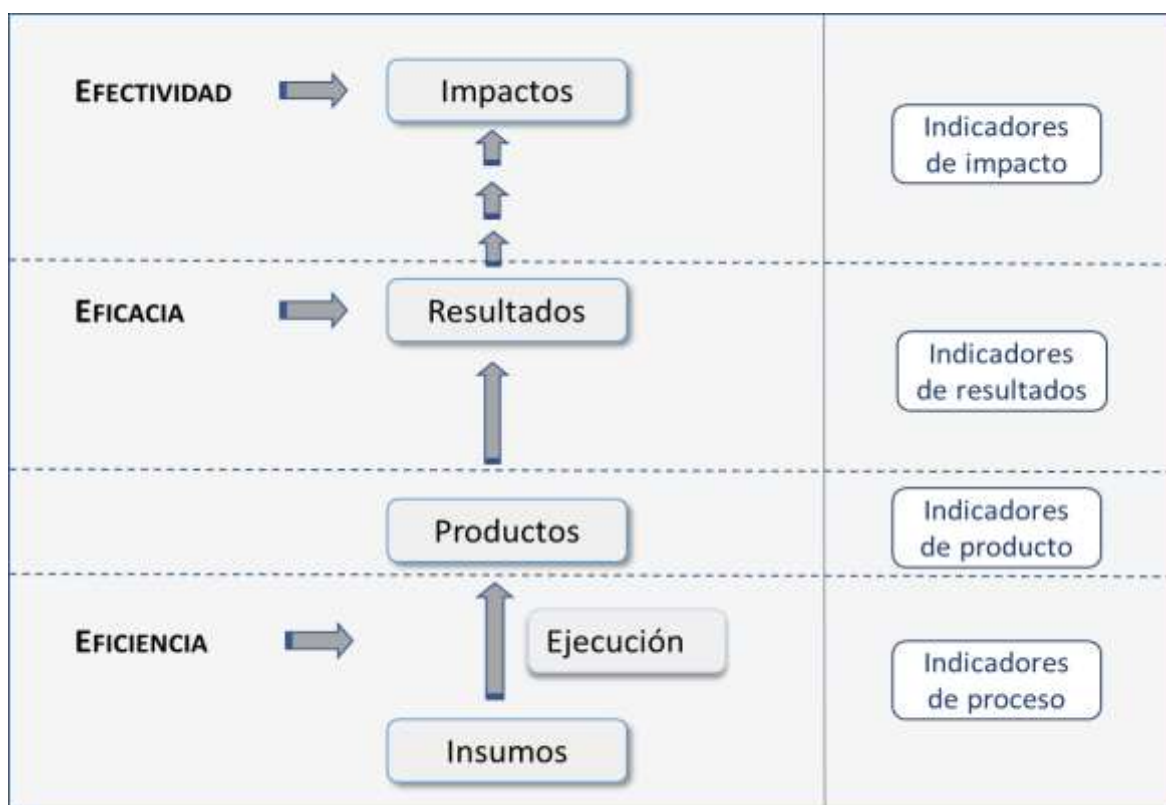 EFECTIVIDAD
Impactos
Indicadores
de impacto
EFICACIA
Resultados
Indicadores
de resultados
Productos
Indicadores
de producto
EFICIENCIA
Ejecución
Indicadores
de proceso
Insumos